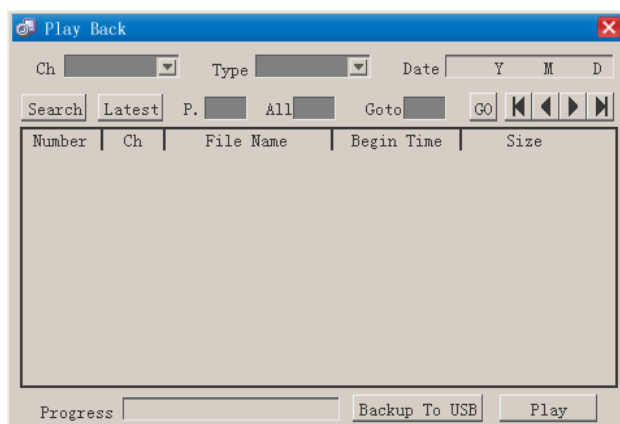 Play Back
Ch Type Date Y M D
Search Latest P. All Goto GO
Number Ch File Name Begin Time Size
Progress Backup To USB Play